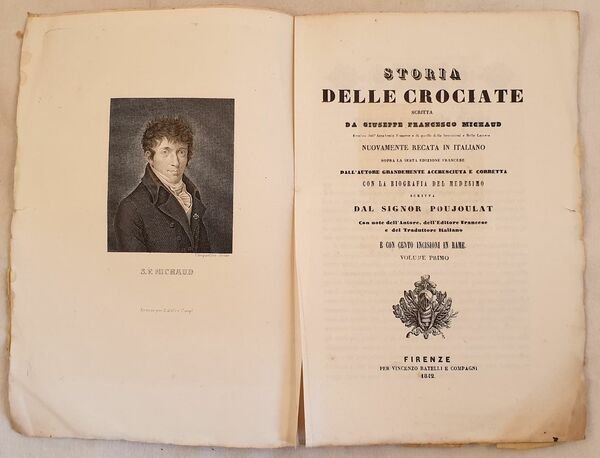 G.F. MICHAUD
STORIA
DELLE CROCIATE
SCRITTA
DA GIUSEPPE FRANCESCO MICHAUD
NUOVAMENTE RECATA IN ITALIANO
SOPRA LA SESTA EDIZIONE FRANCESE
DALL'AUTORE GRANDEMENTE ACCRESCIUTA E CORRETTA
CON LA BIOGRAFIA DEL MEDESIMO
SCRITTA
DAL SIGNOR POUJOULAT
Con note dell'Autore, dell'Editore Francese
e del Traduttore Italiano
E CON CENTO INCISIONI IN RAME
VOLUME PRIMO
FIRENZE
PER VINCENZO BATELLI E COMPAGNI
1842.